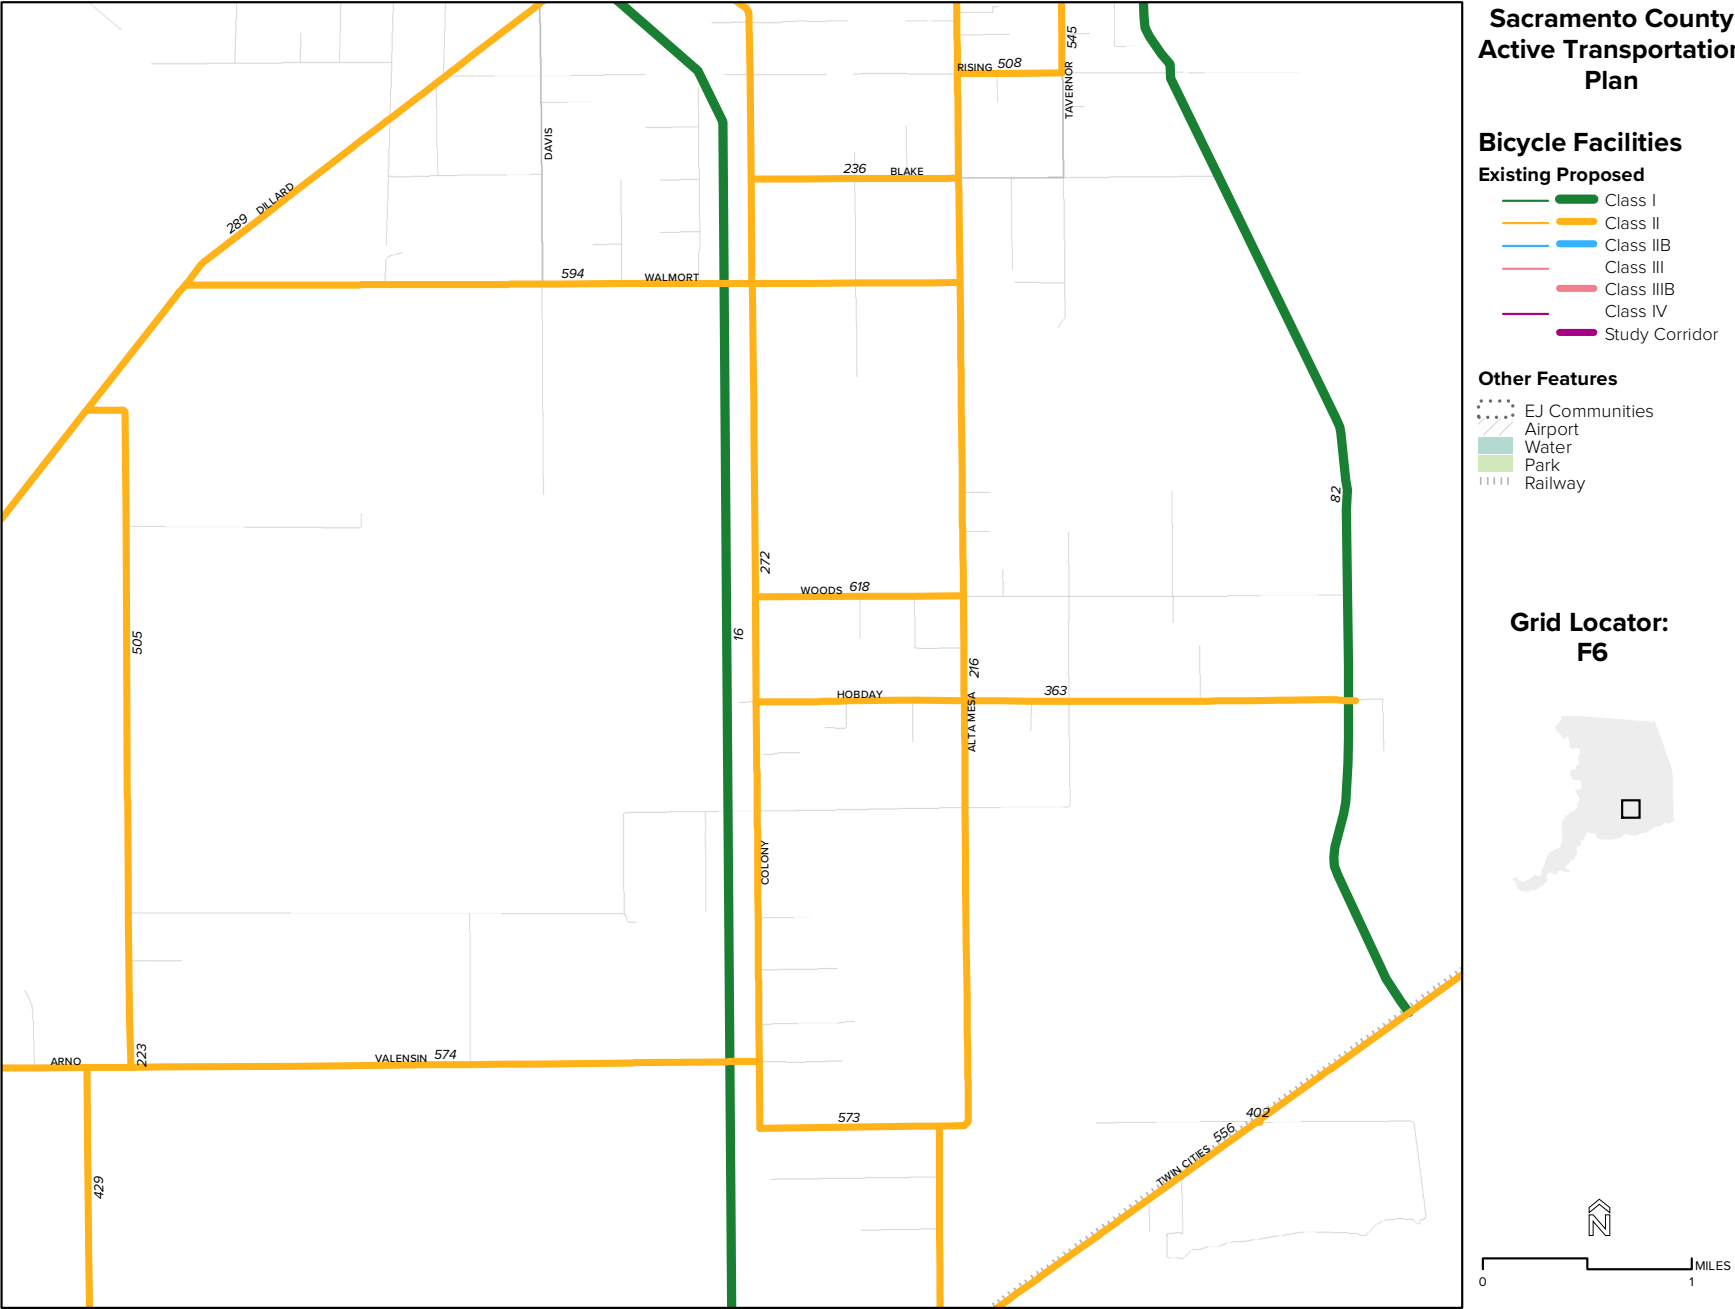 Sacramento County
Active Transportation
Plan
Bicycle Facilities
Existing Proposed
Class I
Class II
Class IIB
Class III
Class IIIB
Class IV
Study Corridor
Other Features
EJ Communities
Airport
Water
Park
Railway
Grid Locator:
F6
N
MILES
0 1
545
RISING 508
TAVERNOR
DAVIS
236 BLAKE
289 DILLARD
594 WALMORT
82
272
WOODS 618
505
16
216
HOBDAY 363
ALTA MESA
COLONY
ARNO 223 VALENSIN 574
573
402
TWIN CITIES 556
429